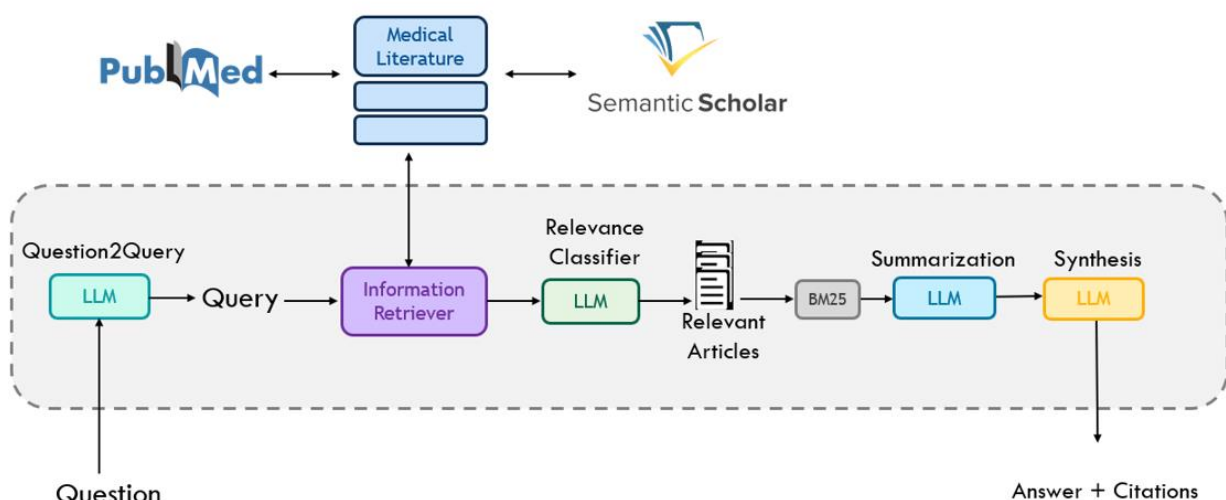 Medical
Literature
PubMed
Semantic Scholar
Question2Query
LLM
Query
Information
Retriever
Relevance
Classifier
LLM
Relevant
Articles
BM25
Summarization
LLM
Synthesis
LLM
Question
Answer + Citations